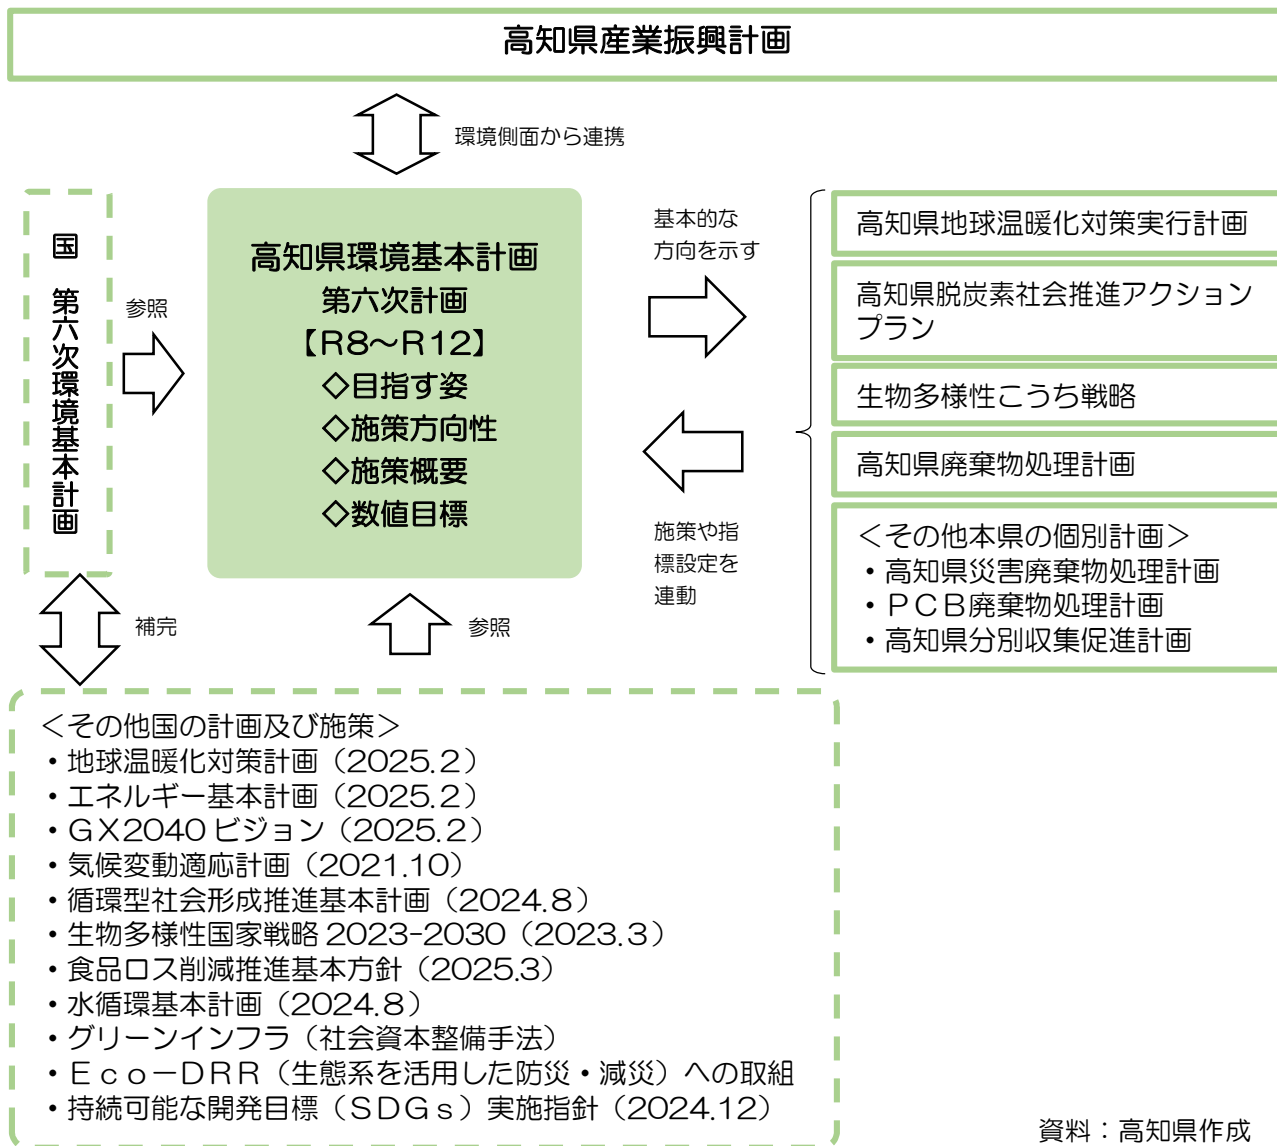 高知県産業振興計画
環境側面から連携
国　第六次環境基本計画
参照
高知県環境基本計画
第六次計画
【R8～R12】
◇目指す姿
◇施策方向性
◇施策概要
◇数値目標
基本的な
方向を示す
施策や指
標設定を
連動
高知県地球温暖化対策実行計画
高知県脱炭素社会推進アクション
プラン
生物多様性こうち戦略
高知県廃棄物処理計画
＜その他本県の個別計画＞
・高知県災害廃棄物処理計画
・ＰＣＢ廃棄物処理計画
・高知県分別収集促進計画
補完
参照
＜その他国の計画及び施策＞
・地球温暖化対策計画（2025.２）
・エネルギー基本計画（2025.２）
・ＧＸ2040 ビジョン（2025.２）
・気候変動適応計画（2021.10）
・循環型社会形成推進基本計画（2024.８）
・生物多様性国家戦略 2023-2030（2023.３）
・食品ロス削減推進基本方針（2025.３）
・水循環基本計画（2024.８）
・グリーンインフラ（社会資本整備手法）
・Ｅｃｏ－ＤＲＲ（生態系を活用した防災・減災）への取組
・持続可能な開発目標（ＳＤＧｓ）実施指針（2024.12）
資料：高知県作成